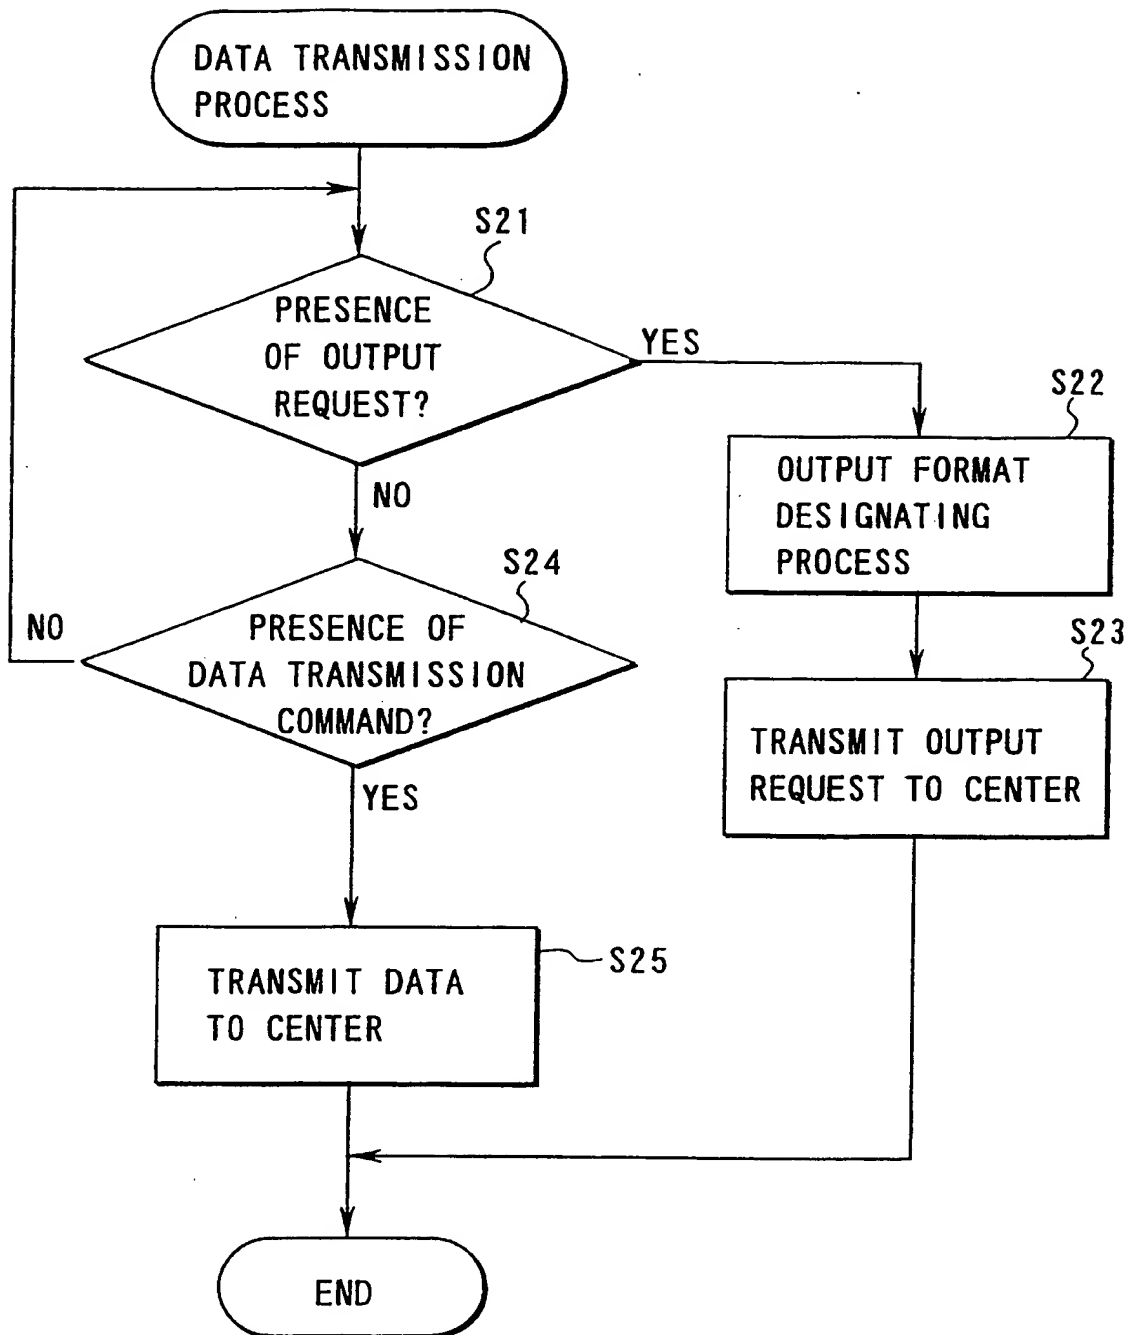 DATA TRANSMISSION
PROCESS
S21
PRESENCE
OF OUTPUT
REQUEST?
YES
NO
S22
OUTPUT FORMAT
DESIGNATING
PROCESS
S23
TRANSMIT OUTPUT
REQUEST TO CENTER
S24
PRESENCE OF
DATA TRANSMISSION
COMMAND?
NO
YES
S25
TRANSMIT DATA
TO CENTER
END